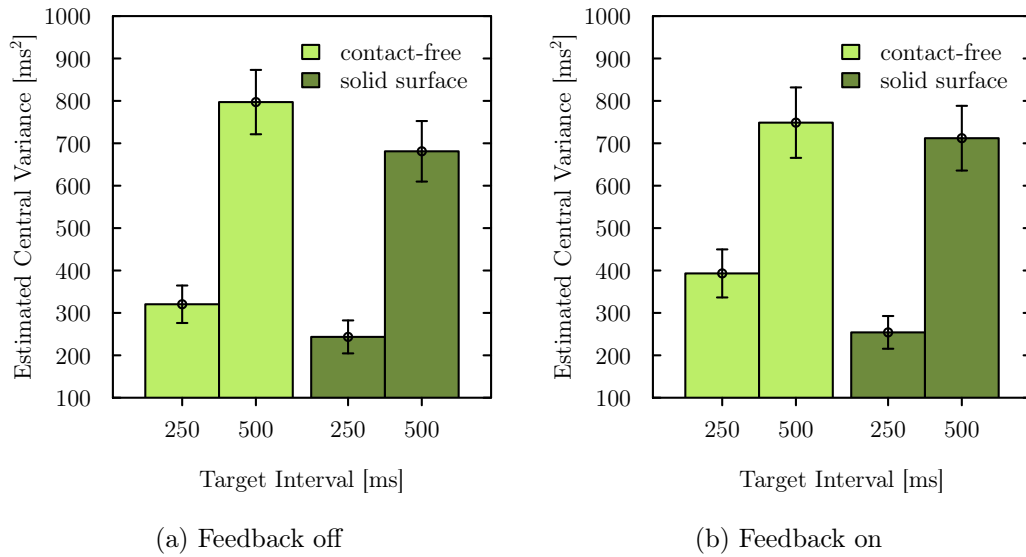 1000
900
800
700
600
500
400
300
200
100
Estimated Central Variance [ms²]
contact-free
solid surface
250 500 250 500
Target Interval [ms]
(a) Feedback off
1000
900
800
700
600
500
400
300
200
100
Estimated Central Variance [ms²]
contact-free
solid surface
250 500 250 500
Target Interval [ms]
(b) Feedback on